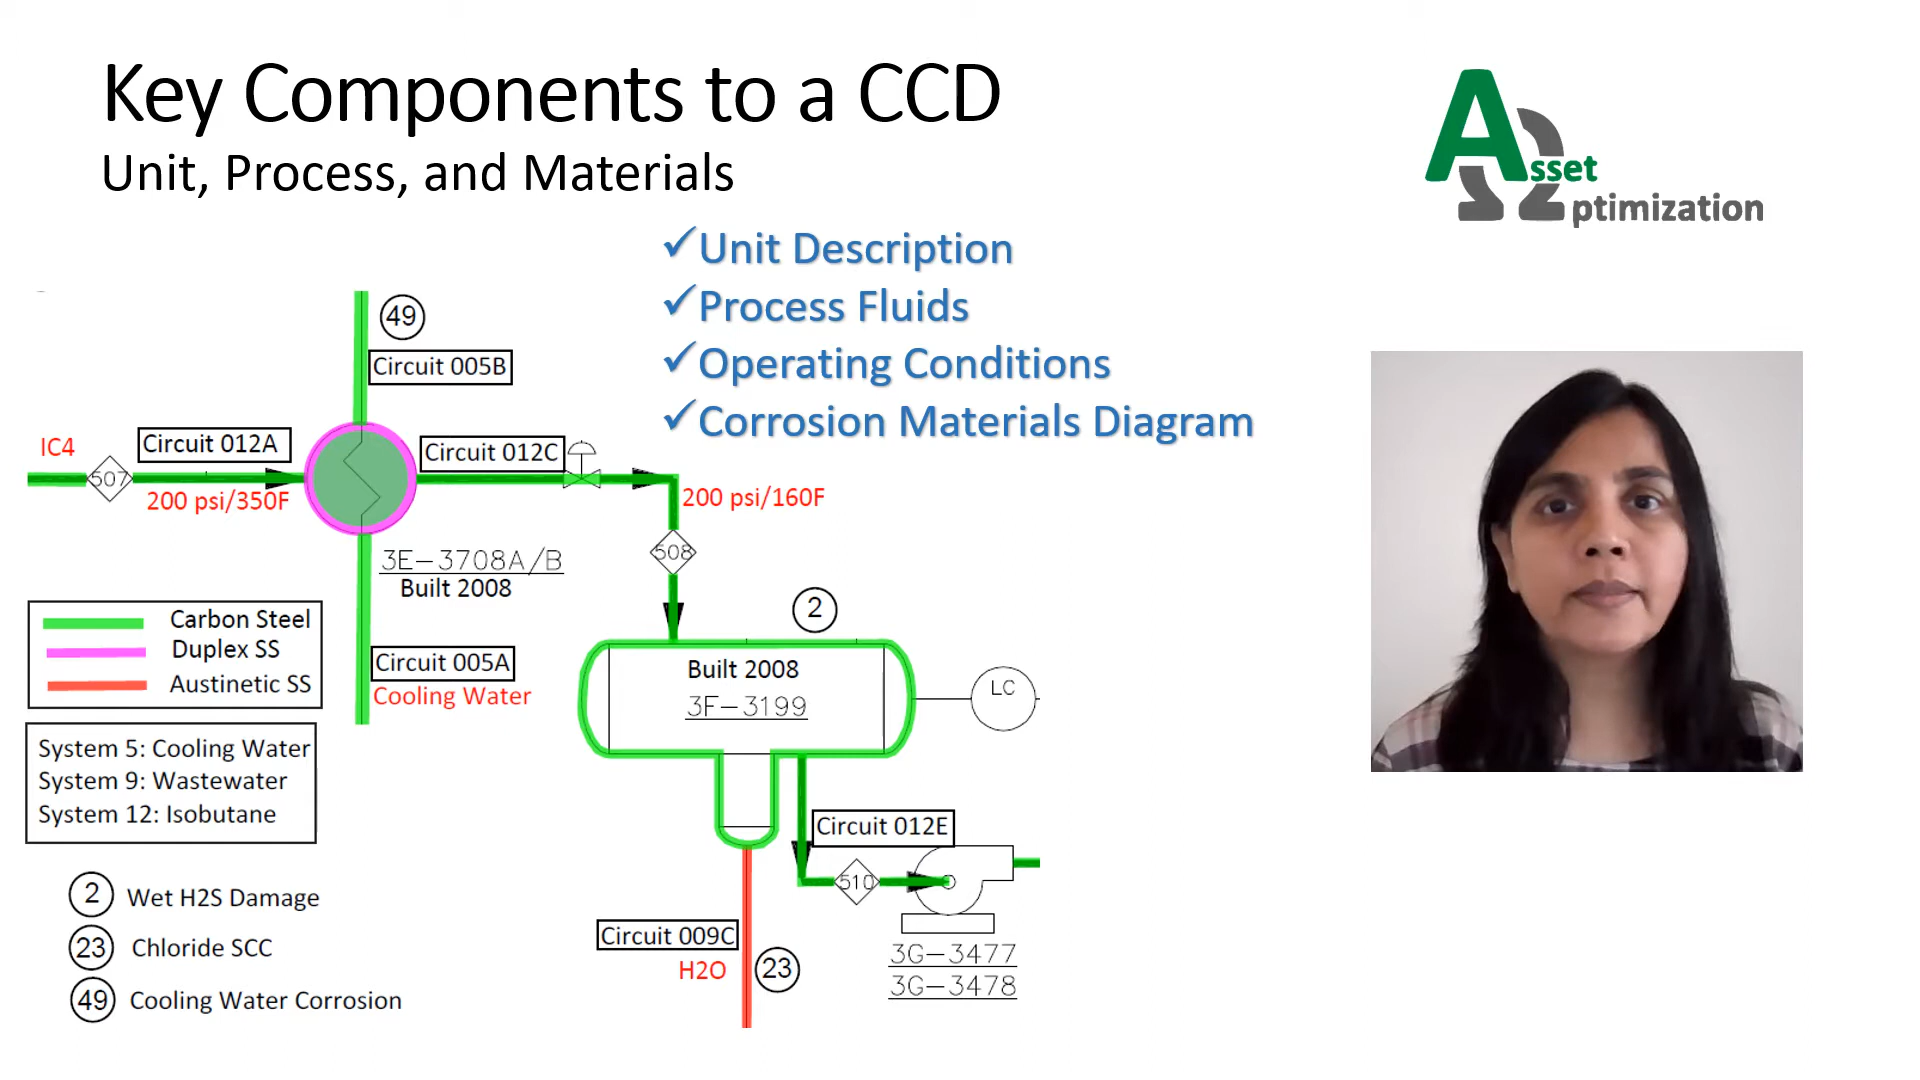 Key Components to a CCD
Unit, Process, and Materials
Asset
Optimization
✓Unit Description
✓Process Fluids
✓Operating Conditions
✓Corrosion Materials Diagram
49
Circuit 005B
IC4
507
Circuit 012A
200 psi/350F
Circuit 012C
200 psi/160F
508
3E-3708A/B
Built 2008
Circuit 005A
Cooling Water
Carbon Steel
Duplex SS
Austinetic SS
System 5: Cooling Water
System 9: Wastewater
System 12: Isobutane
2
Built 2008
3F-3199
LC
Circuit 012E
510
3G-3477
3G-3478
Circuit 009C
H2O
23
2 Wet H2S Damage
23 Chloride SCC
49 Cooling Water Corrosion